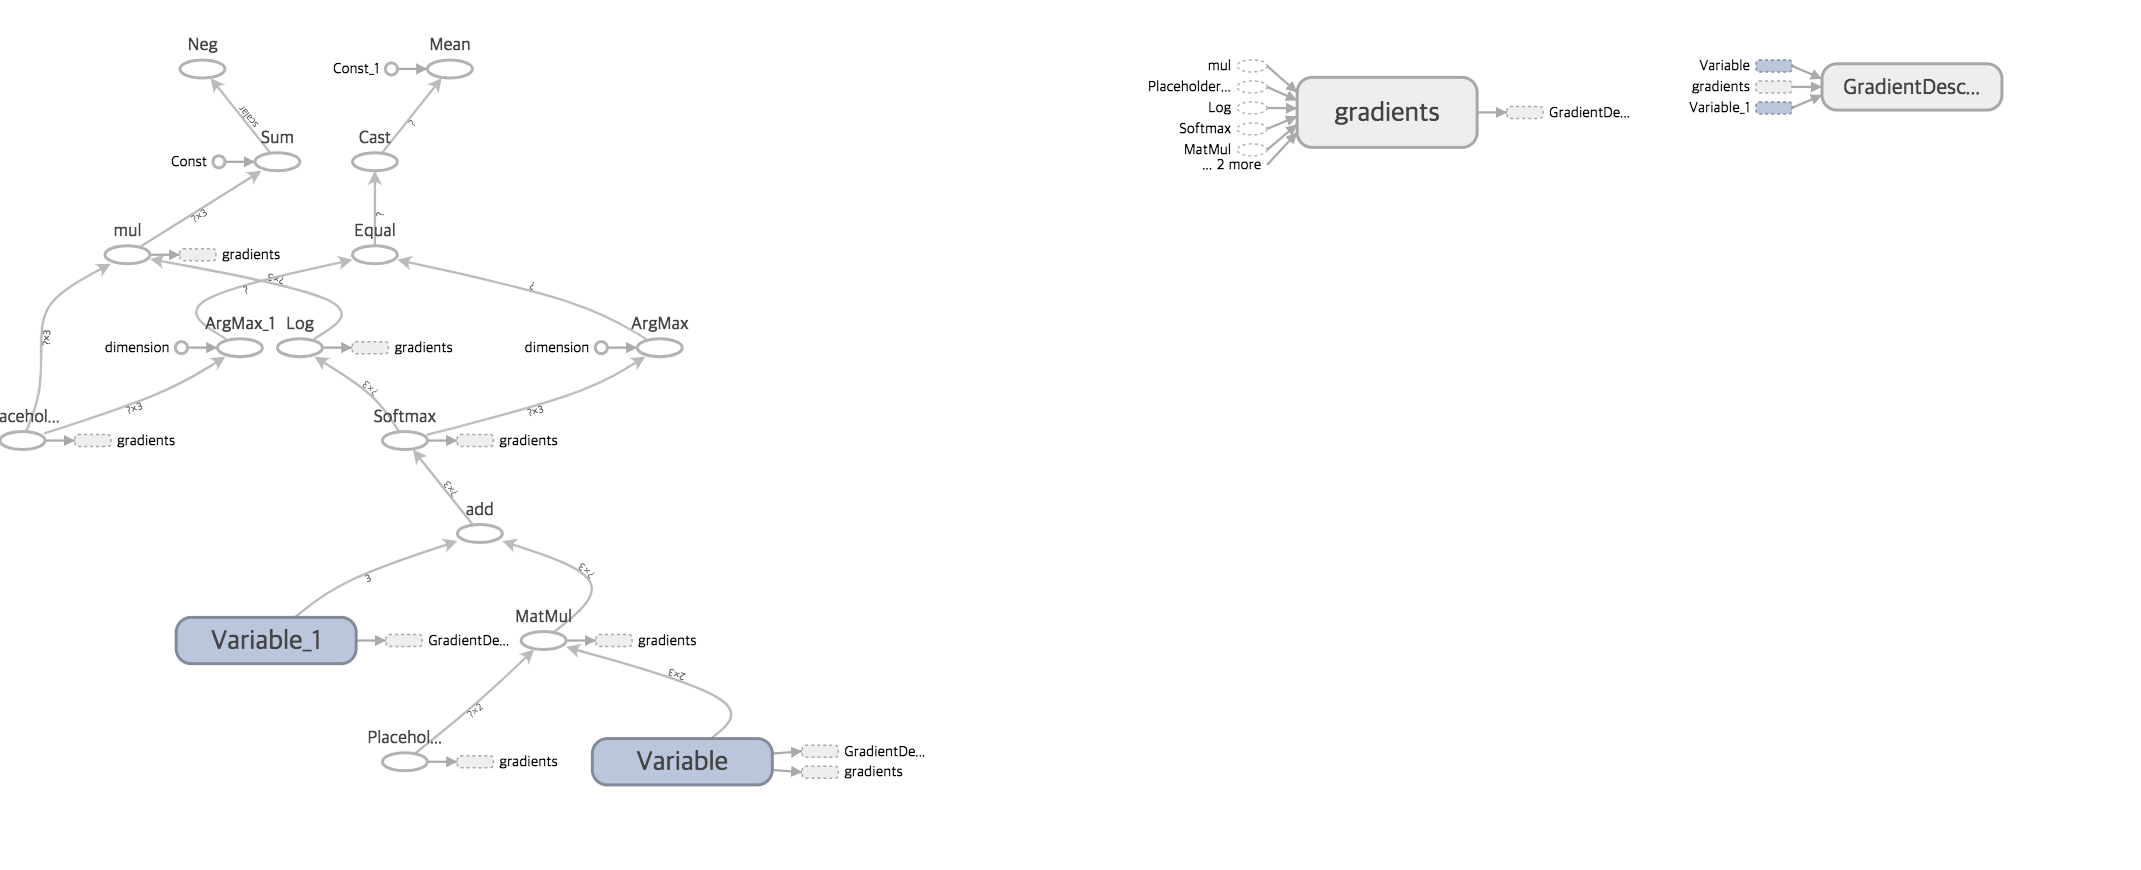 Neg
Mean
Const_1
scalar
?
Sum
Cast
Const
?×3
?
mul
Equal
gradients
?×3
?
?
?×3
ArgMax_1
Log
ArgMax
dimension
gradients
dimension
?×3
?×3
?×3
acehol...
Softmax
gradients
gradients
?×3
add
3
?×3
MatMul
Variable_1
GradientDe...
gradients
2×3
?×2
Placehol...
gradients
Variable
GradientDe...
gradients
mul
Placeholder...
Log
Softmax
MatMul
... 2 more
gradients
GradientDe...
Variable
gradients
Variable_1
GradientDesc...